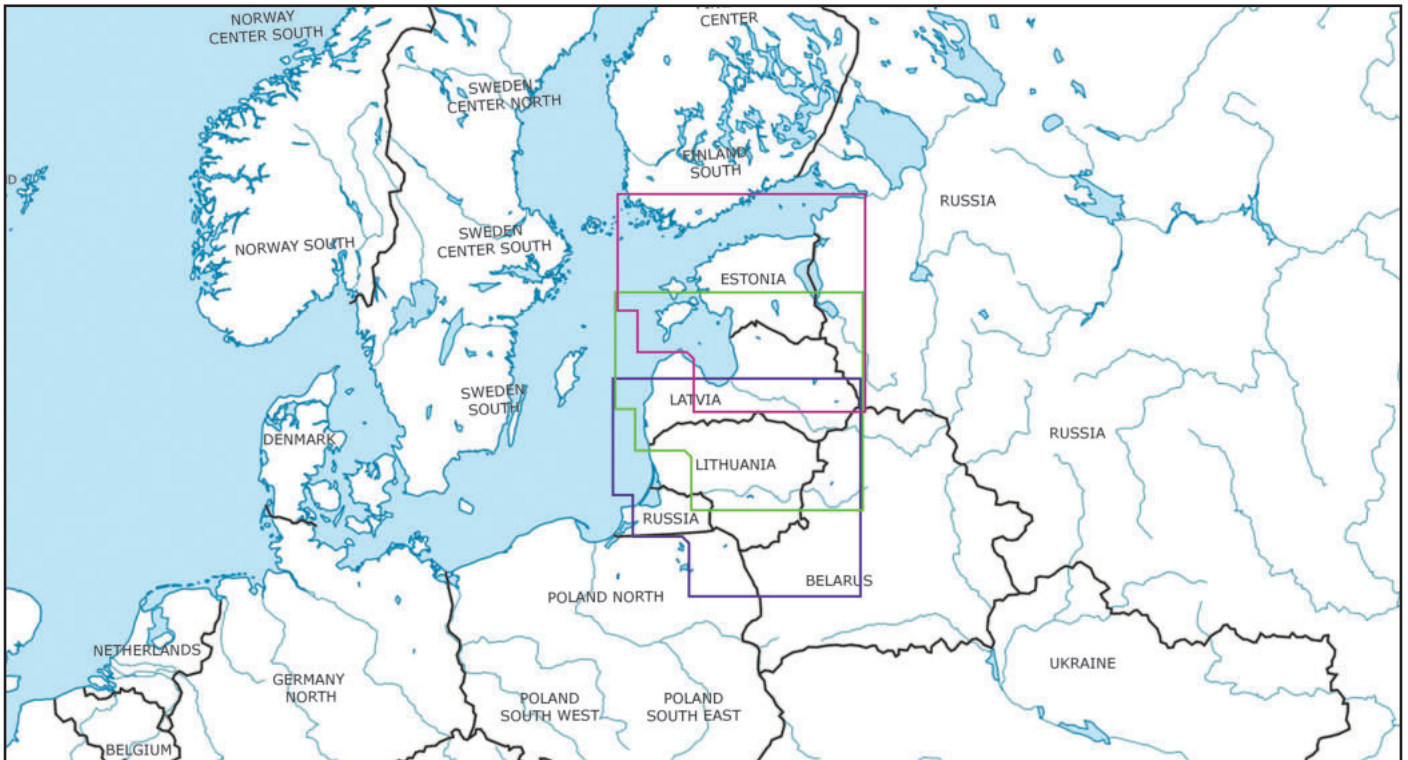 NORWAY
CENTER SOUTH
CENTER
SWEDEN
CENTER NORTH
FINLAND
SOUTH
D
RUSSIA
NORWAY SOUTH
SWEDEN
CENTER SOUTH
ESTONIA
SWEDEN
SOUTH
LATVIA
DENMARK
RUSSIA
LITHUANIA
RUSSIA
BELARUS
POLAND NORTH
NETHERLANDS
GERMANY
NORTH
UKRAINE
POLAND
SOUTH WEST
POLAND
SOUTH EAST
BELGIUM